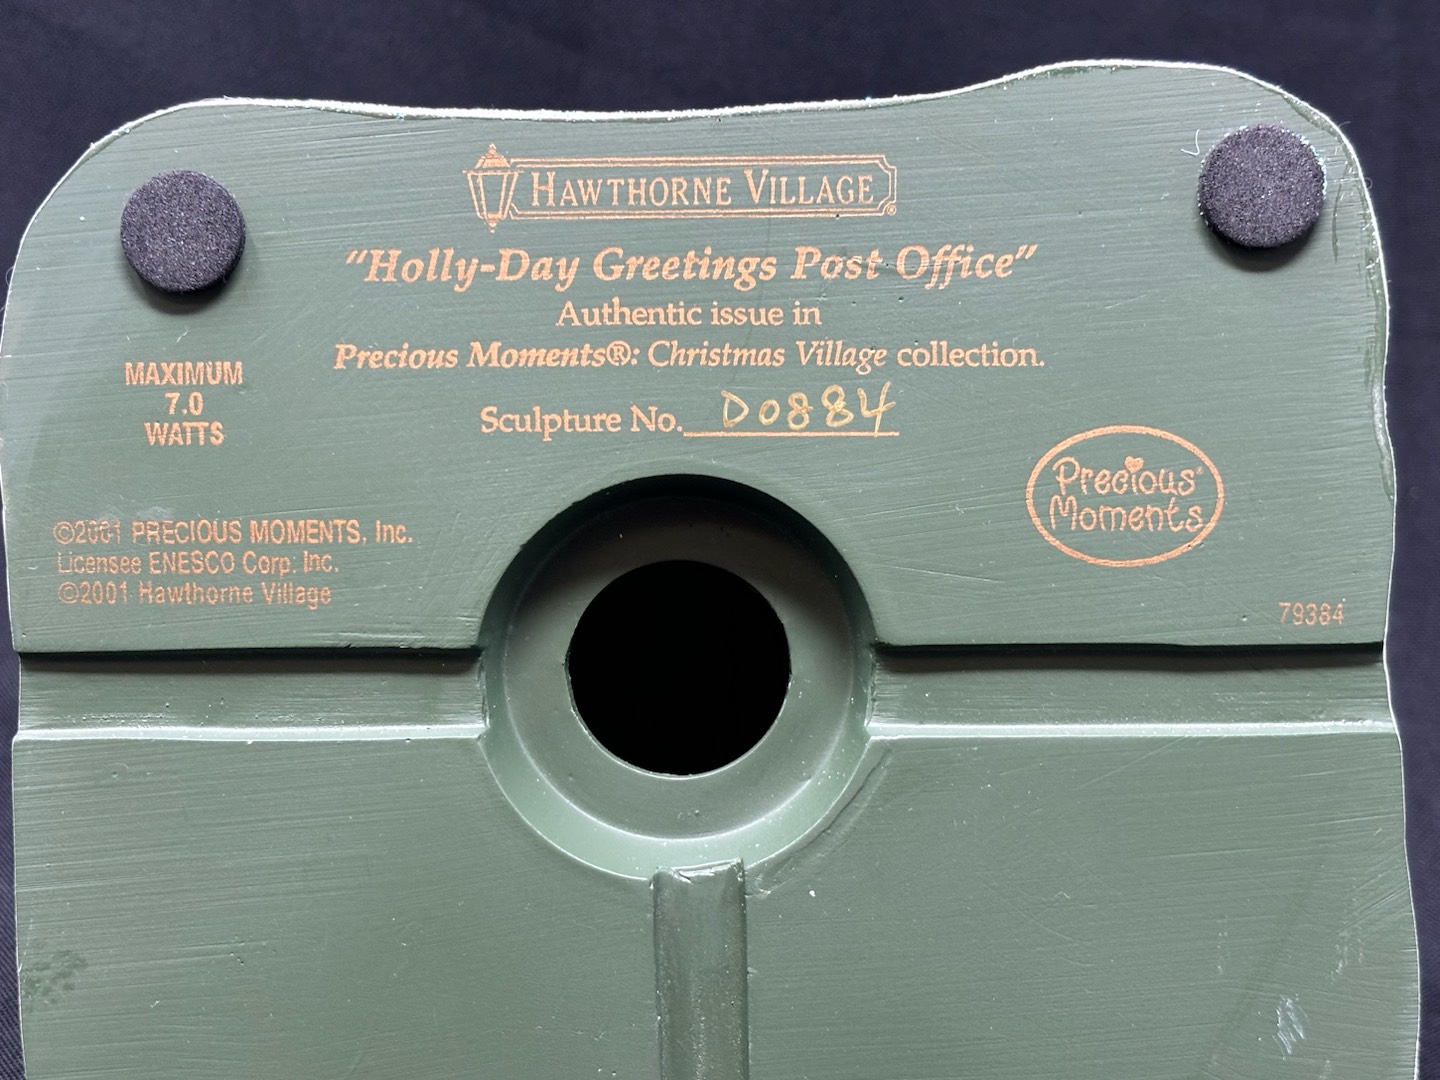 HAWTHORNE VILLAGE®
"Holly-Day Greetings Post Office"
Authentic issue in
Precious Moments®: Christmas Village collection.
Sculpture No. D0884
MAXIMUM
7.0
WATTS
Precious
Moments
©2001 PRECIOUS MOMENTS, Inc.
Licensee ENESCO Corp. Inc.
©2001 Hawthorne Village
79384